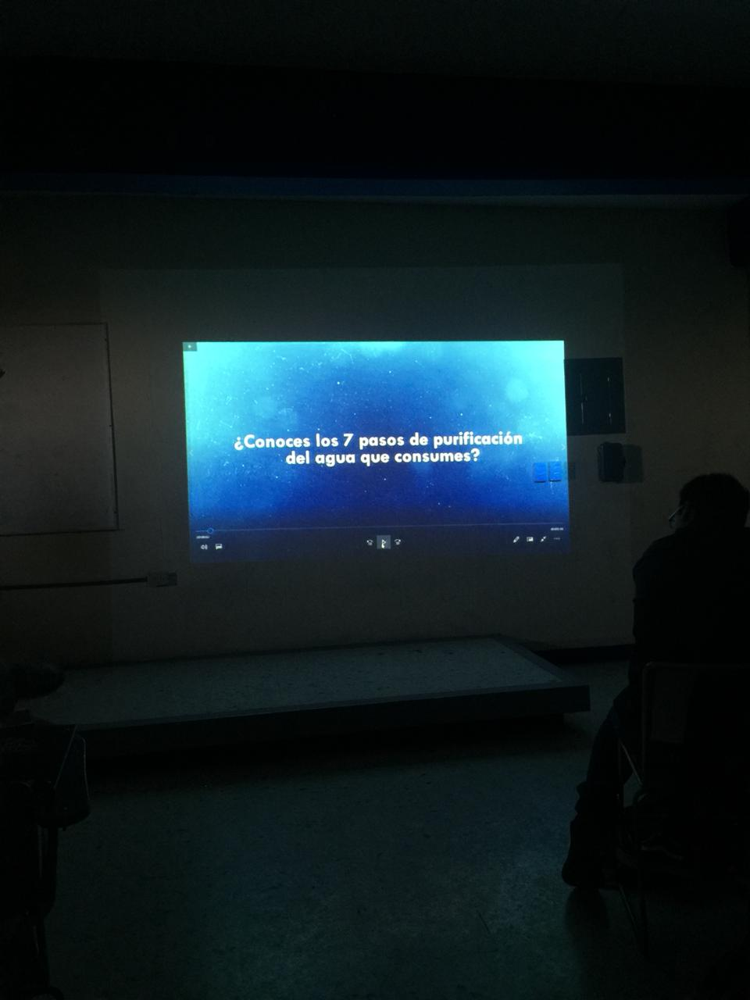 ¿Conoces los 7 pasos de purificación
del agua que consumes?